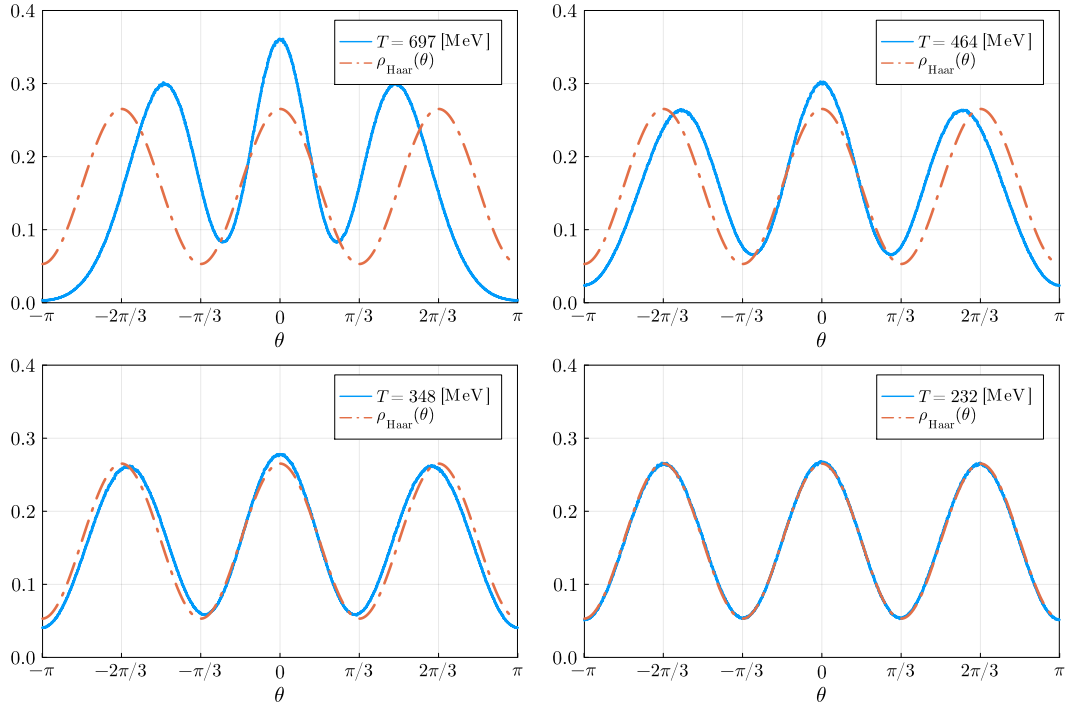 0.4
0.3
0.2
0.1
0.0
−π
−2π/3
−π/3
0
π/3
2π/3
π
θ
T = 697 [MeV]
ρ_Haar(θ)
0.4
0.3
0.2
0.1
0.0
−π
−2π/3
−π/3
0
π/3
2π/3
π
θ
T = 464 [MeV]
ρ_Haar(θ)
0.4
0.3
0.2
0.1
0.0
−π
−2π/3
−π/3
0
π/3
2π/3
π
θ
T = 348 [MeV]
ρ_Haar(θ)
0.4
0.3
0.2
0.1
0.0
−π
−2π/3
−π/3
0
π/3
2π/3
π
θ
T = 232 [MeV]
ρ_Haar(θ)